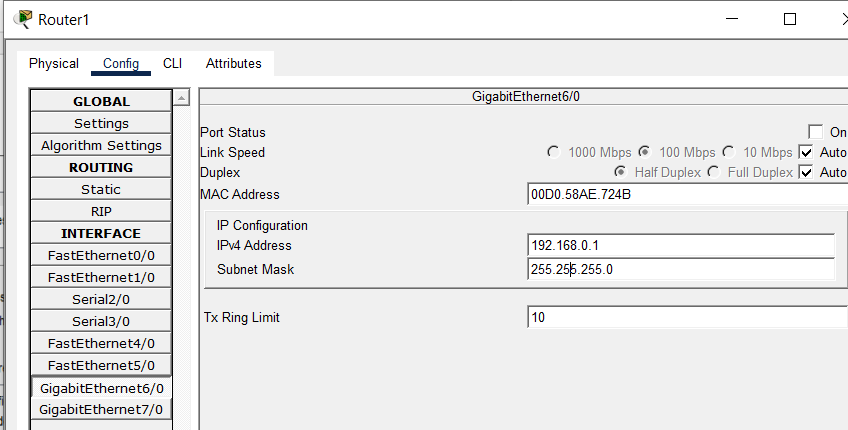 Router1
Physical Config CLI Attributes
GLOBAL
Settings
Algorithm Settings
ROUTING
Static
RIP
INTERFACE
FastEthernet0/0
FastEthernet1/0
Serial2/0
Serial3/0
FastEthernet4/0
FastEthernet5/0
GigabitEthernet6/0
GigabitEthernet7/0
GigabitEthernet6/0
Port Status On
Link Speed 1000 Mbps 100 Mbps 10 Mbps Auto
Duplex Half Duplex Full Duplex Auto
MAC Address 00D0.58AE.724B
IP Configuration
IPv4 Address 192.168.0.1
Subnet Mask 255.255.255.0
Tx Ring Limit 10